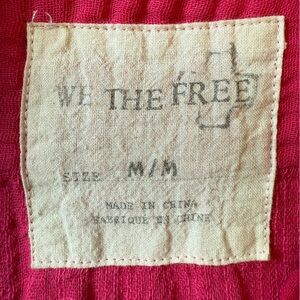 WE THE FREE
SIZE M/M
MADE IN CHINA
FABRIQUE EN CHINE